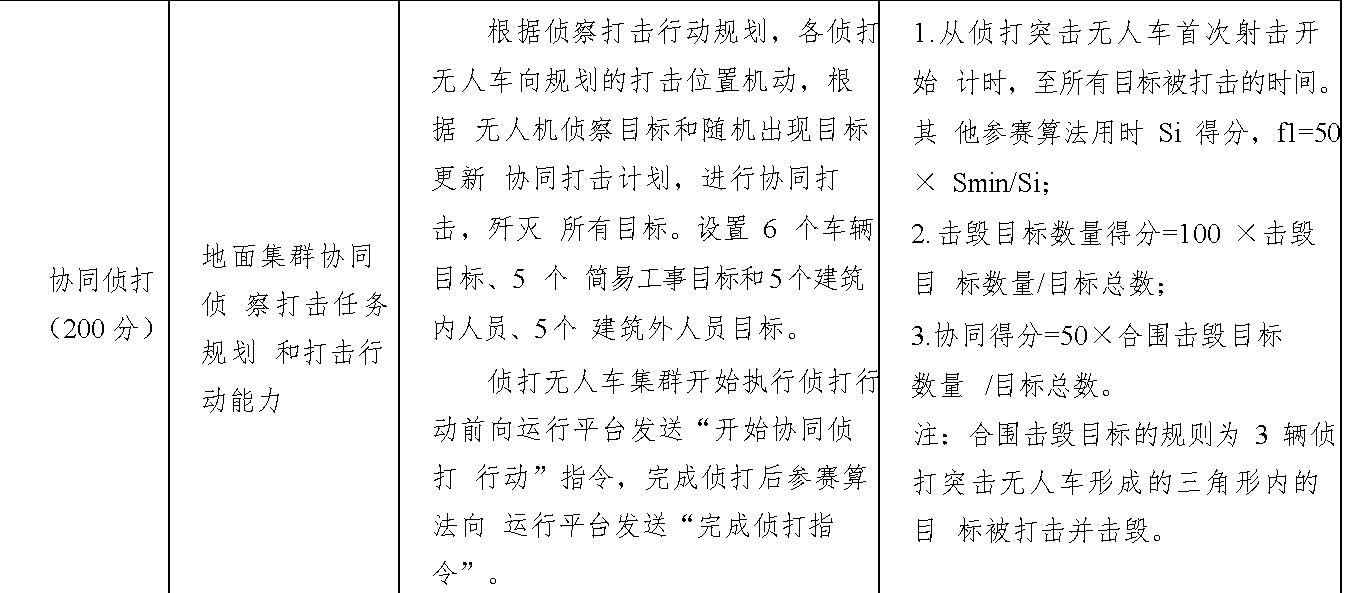 协同侦打
（200 分）
地面集群协同
侦 察打击任务
规划 和打击行
动能力
根据侦察打击行动规划，各侦打
无人车向规划的打击位置机动，根
据 无人机侦察目标和随机出现目标
更新 协同打击计划，进行协同打
击，歼灭 所有目标。设置 6 个车辆
目标、5 个 简易工事目标和5个建筑
内人员、5个 建筑外人员目标。
侦打无人车集群开始执行侦打行
动前向运行平台发送“开始协同侦
打 行动”指令，完成侦打后参赛算
法向 运行平台发送“完成侦打指
令”。
1.从侦打突击无人车首次射击开
始 计时，至所有目标被打击的时间。
其 他参赛算法用时 Si 得分，f1=50
× Smin/Si；
2. 击毁目标数量得分=100 ×击毁
目 标数量/目标总数；
3.协同得分=50×合围击毁目标
数量 /目标总数。
注：合围击毁目标的规则为 3 辆侦
打突击无人车形成的三角形内的
目 标被打击并击毁。